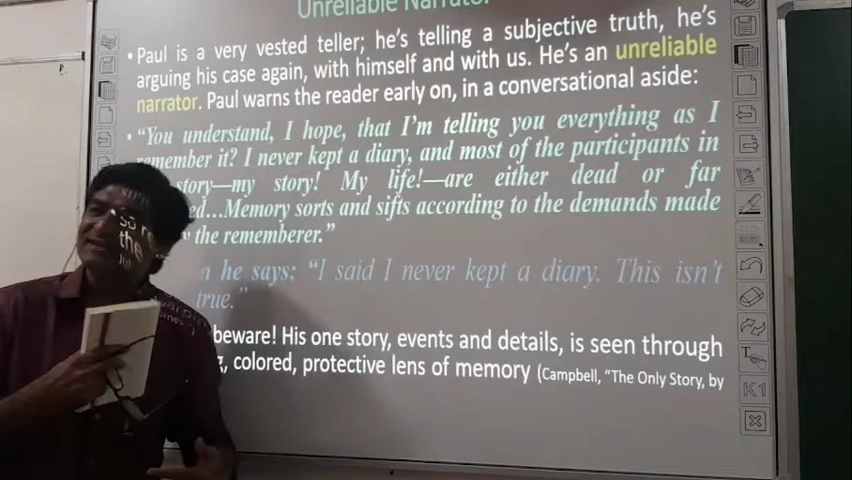 Unreliable Narrator
• Paul is a very vested teller; he's telling a subjective truth, he's
arguing his case again, with himself and with us. He's an unreliable
narrator. Paul warns the reader early on, in a conversational aside:
• "You understand, I hope, that I'm telling you everything as I
remember it? I never kept a diary, and most of the participants in
story—my story! My life!—are either dead or far
ed...Memory sorts and sifts according to the demands made
the rememberer."
he says: "I said I never kept a diary. This isn't
true."
beware! His one story, events and details, is seen through
colored, protective lens of memory (Campbell, "The Only Story, by
K1